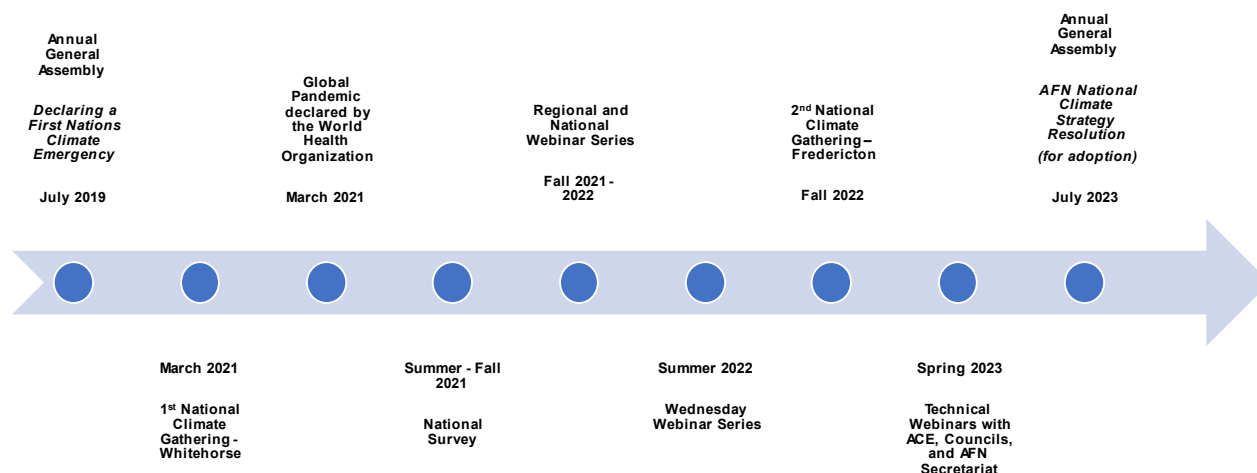 Annual
General
Assembly
Declaring a
First Nations
Climate
Emergency
July 2019
March 2021
1st National
Climate
Gathering -
Whitehorse
Global
Pandemic
declared by
the World
Health
Organization
March 2021
Summer - Fall
2021
National
Survey
Regional and
National
Webinar Series
Fall 2021 -
2022
Summer 2022
Wednesday
Webinar Series
2nd National
Climate
Gathering –
Fredericton
Fall 2022
Spring 2023
Technical
Webinars with
ACE, Councils,
and AFN
Secretariat
Annual
General
Assembly
AFN National
Climate
Strategy
Resolution
(for adoption)
July 2023